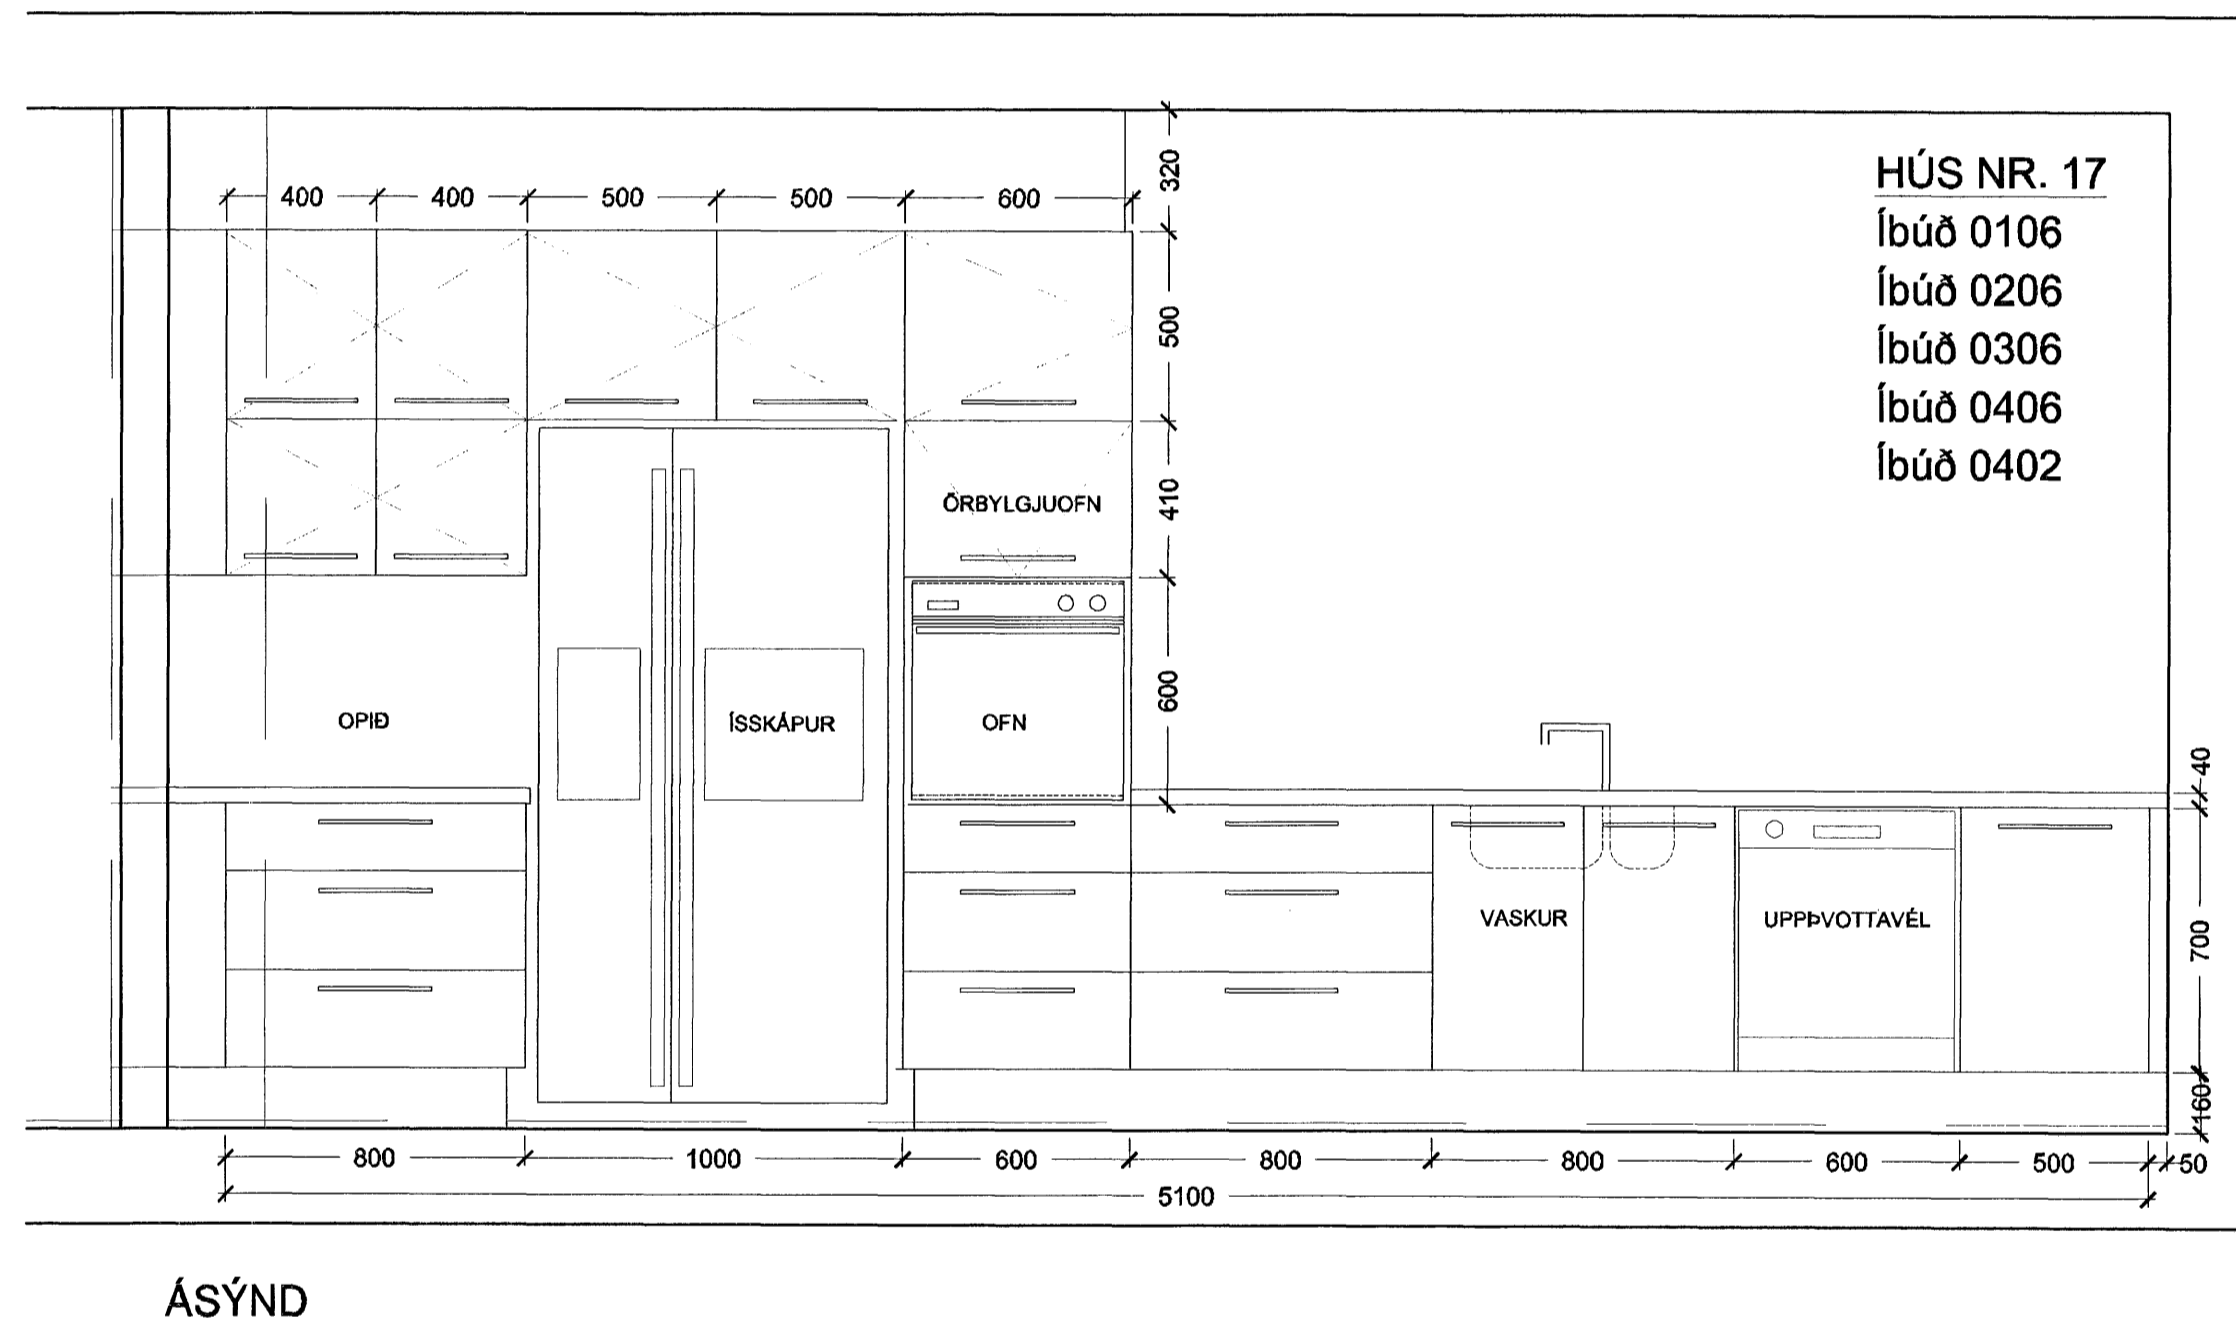 320
HÚS NR. 17
Íbúð 0106
Íbúð 0206
Íbúð 0306
Íbúð 0406
Íbúð 0402
400 400 500 500 600
500
410
ÖRBYLGJUOFN
600
OPIÐ ÍSSKÁPUR OFN
40
VASKUR UPPÞVOTTAVÉL
700
160
800 1000 600 800 800 600 500 50
5100
ÁSÝND